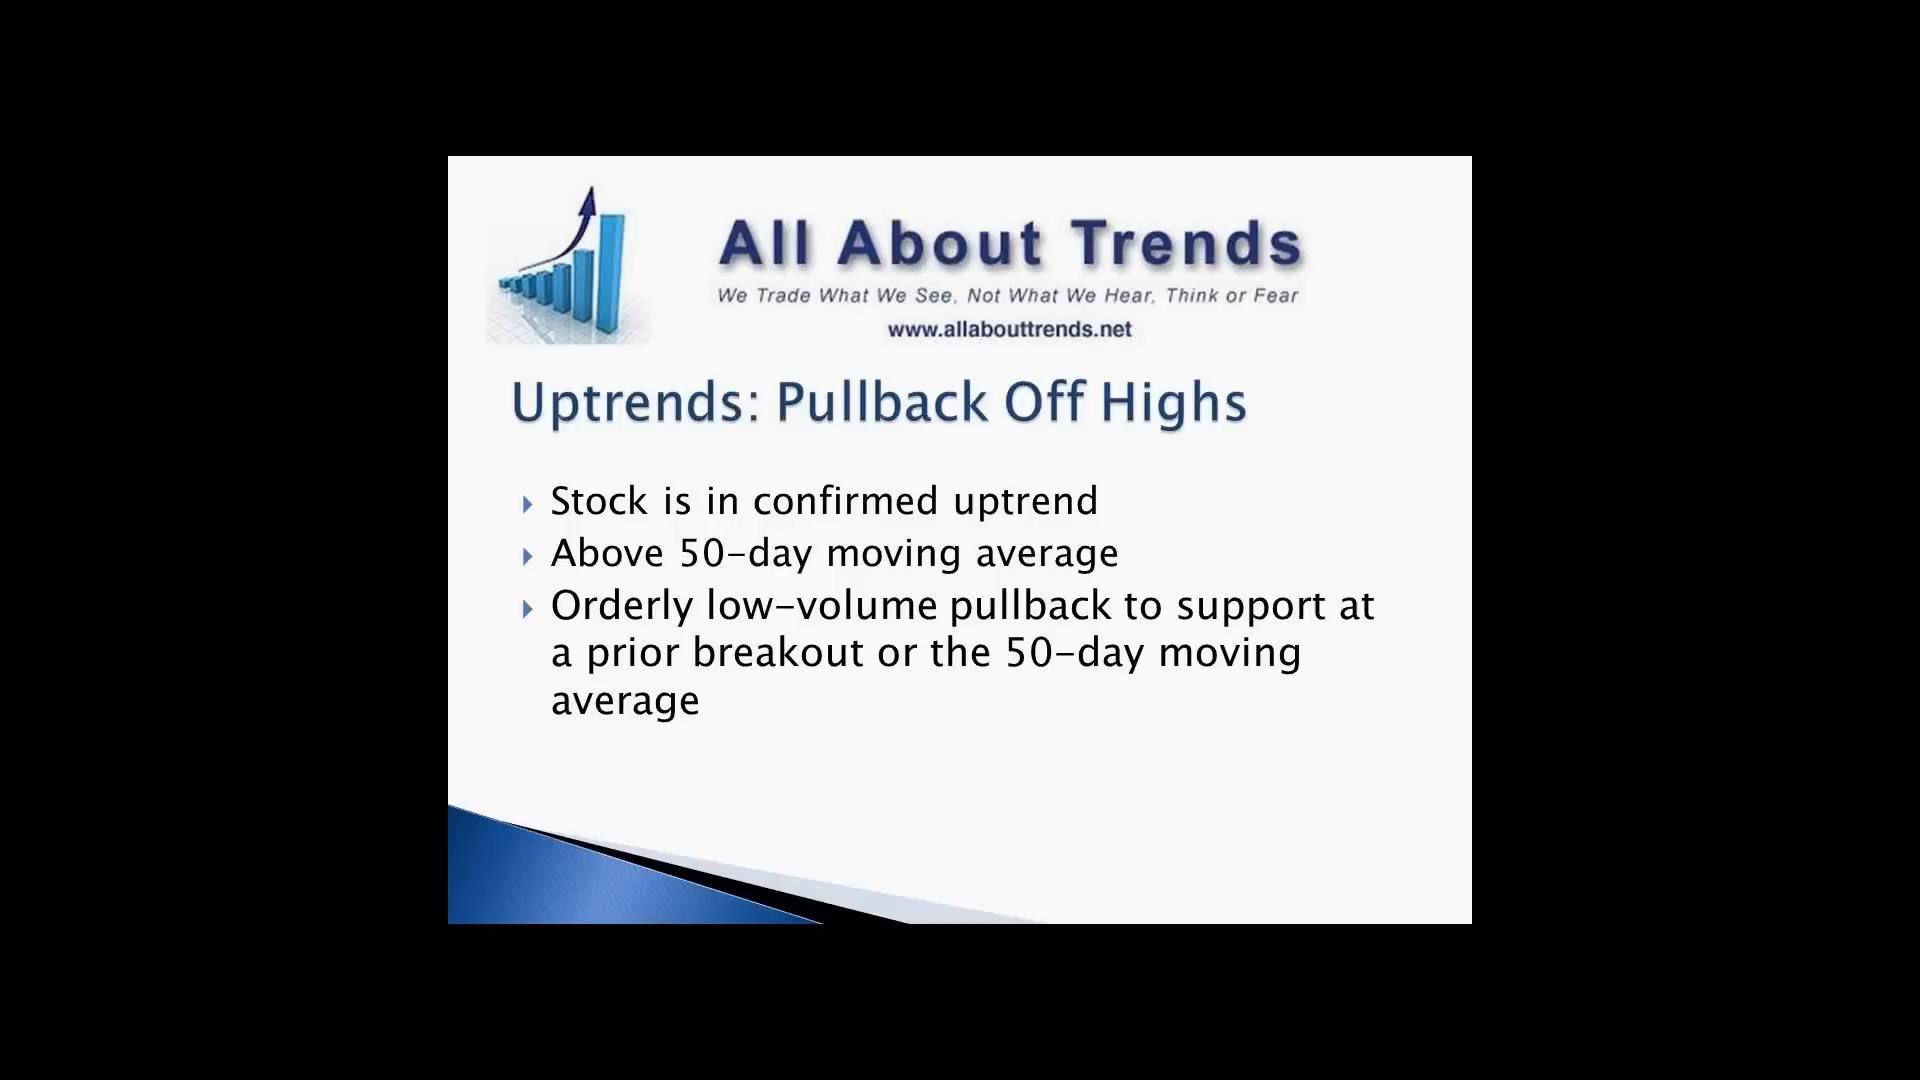 All About Trends
We Trade What We See, Not What We Hear, Think or Fear
www.allabouttrends.net
Uptrends: Pullback Off Highs
Stock is in confirmed uptrend
Above 50-day moving average
Orderly low-volume pullback to support at
a prior breakout or the 50-day moving
average